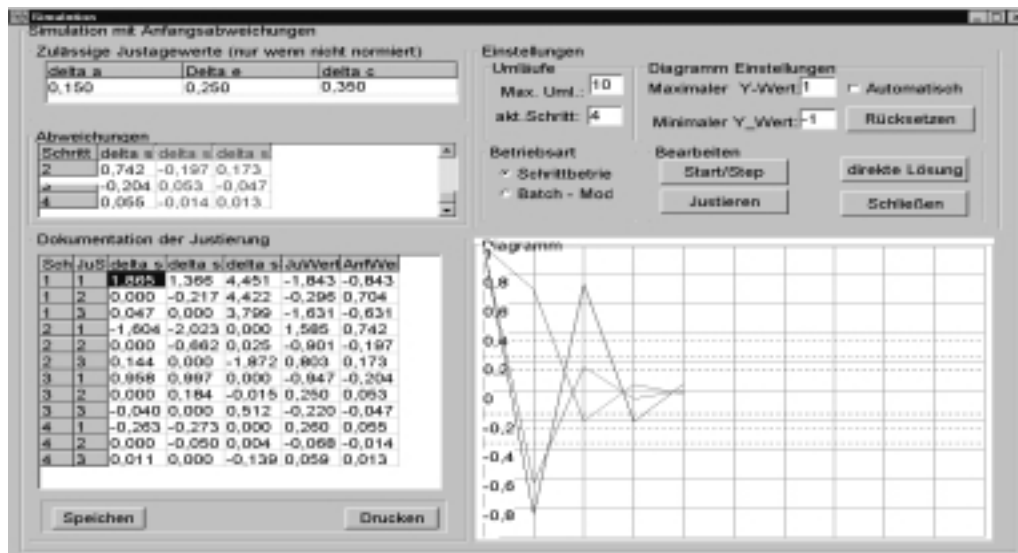 Simulation
Simulation mit Anfangsabweichungen
Zulässige Justagewerte (nur wenn nicht normiert)
delta a Delta e delta c
0,150 0,250 0,350
Abweichungen
Schritt delta s delta s delta s
2 0,742 -0,197 0,173
-0,204 0,053 -0,047
4 0,055 -0,014 0,013
Einstellungen
Umläufe
Max. Uml.: 10
akt.Schritt: 4
Diagramm Einstellungen
Maximaler Y-Wert: 1
Automatisch
Minimaler Y_Wert: -1
Rücksetzen
Betriebsart
Schrittbetrie
Batch - Mod
Bearbeiten
Start/Step
Justieren
direkte Lösung
Schließen
Dokumentation der Justierung
Sch JuS delta s delta s delta s JuWert AnfWe
1 1 1,865 1,366 4,451 -1,843 -0,843
1 2 0,000 -0,217 4,422 -0,296 0,704
1 3 0,047 0,000 3,799 -1,631 -0,631
2 1 -1,604 -2,023 0,000 1,585 0,742
2 2 0,000 -0,662 0,025 -0,901 -0,197
2 3 0,144 0,000 -1,872 0,803 0,173
3 1 0,958 0,997 0,000 -0,947 -0,204
3 2 0,000 0,184 -0,015 0,250 0,053
3 3 -0,040 0,000 0,512 -0,220 -0,047
4 1 -0,263 -0,273 0,000 0,260 0,055
4 2 0,000 -0,050 0,004 -0,068 -0,014
4 3 0,011 0,000 -0,139 0,059 0,013
Speichen
Drucken
Diagramm
1
0,8
0,6
0,4
0,2
0
-0,2
-0,4
-0,6
-0,8